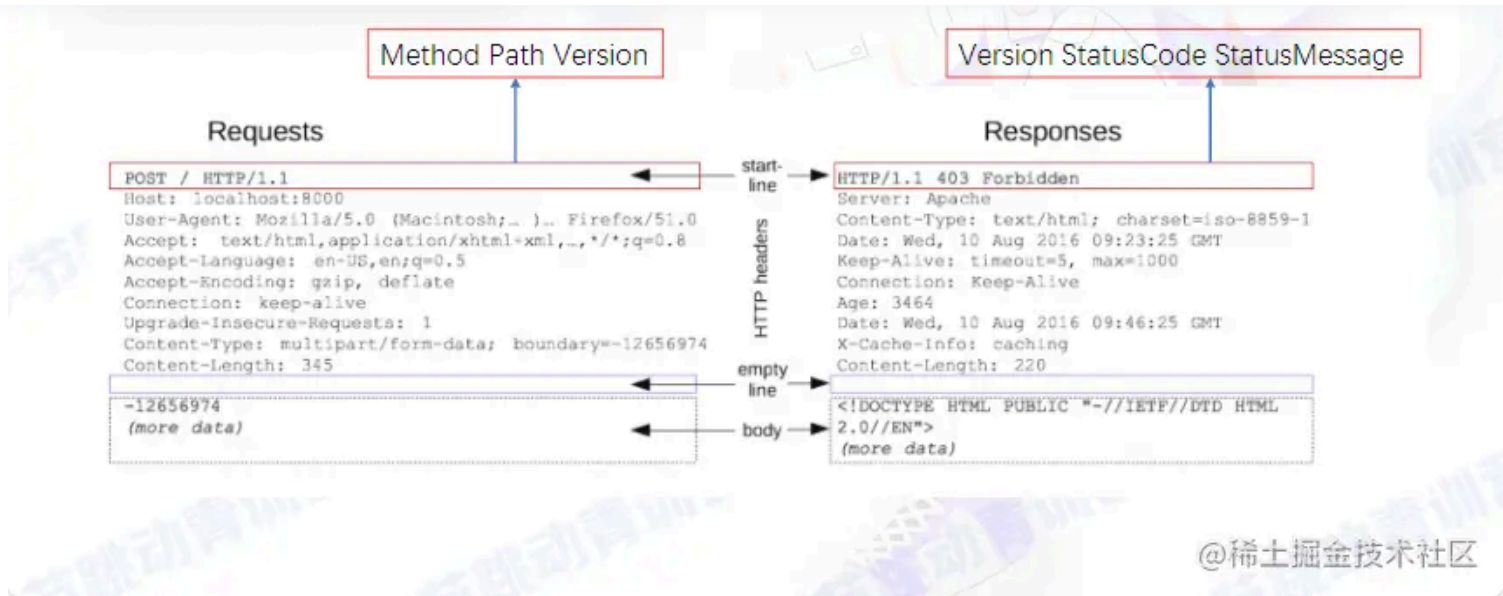 Method Path Version
Version StatusCode StatusMessage
Requests
Responses
POST / HTTP/1.1
Host: localhost:8000
User-Agent: Mozilla/5.0 (Macintosh;… )… Firefox/51.0
Accept: text/html,application/xhtml+xml,…,*/*;q=0.8
Accept-Language: en-US,en;q=0.5
Accept-Encoding: gzip, deflate
Connection: keep-alive
Upgrade-Insecure-Requests: 1
Content-Type: multipart/form-data; boundary=-12656974
Content-Length: 345
-12656974
(more data)
start-
line
HTTP headers
empty
line
body
HTTP/1.1 403 Forbidden
Server: Apache
Content-Type: text/html; charset=iso-8859-1
Date: Wed, 10 Aug 2016 09:23:25 GMT
Keep-Alive: timeout=5, max=1000
Connection: Keep-Alive
Age: 3464
Date: Wed, 10 Aug 2016 09:46:25 GMT
X-Cache-Info: caching
Content-Length: 220
<!DOCTYPE HTML PUBLIC "-//IETF//DTD HTML
2.0//EN">
(more data)
@稀土掘金技术社区